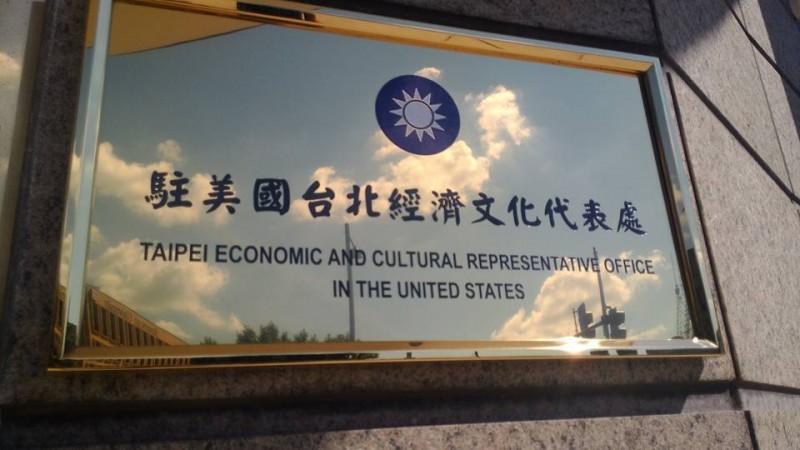 駐美國台北經濟文化代表處
TAIPEI ECONOMIC AND CULTURAL REPRESENTATIVE OFFICE
IN THE UNITED STATES